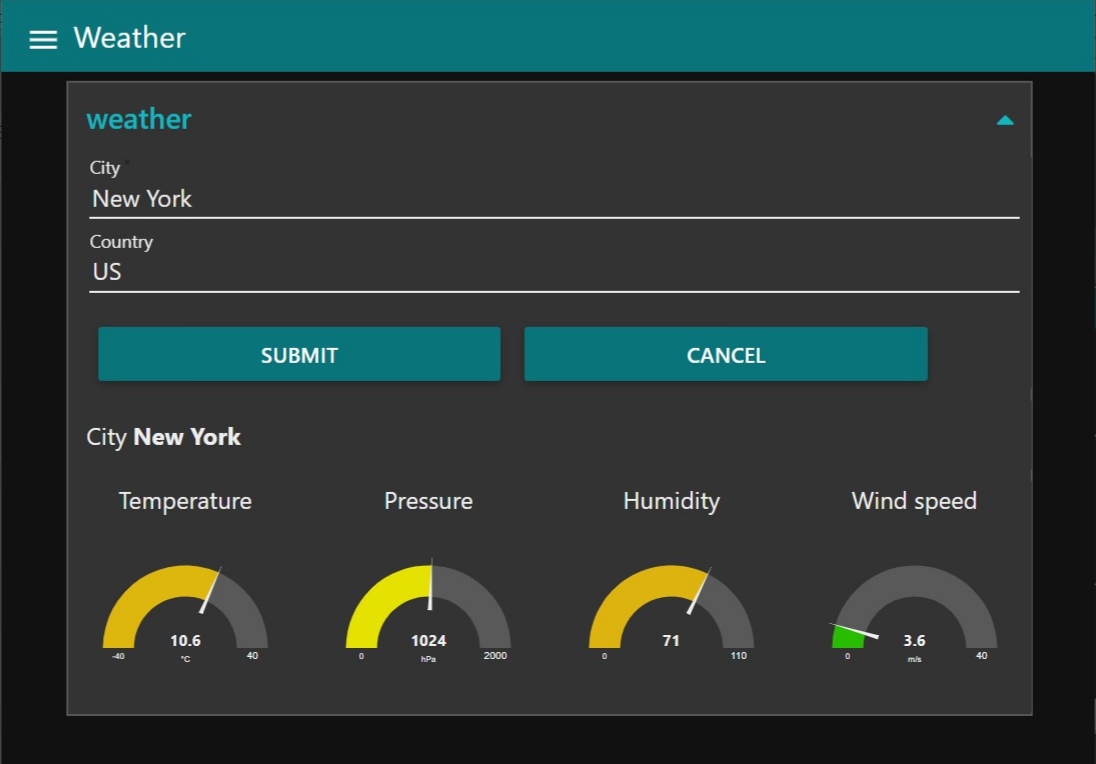 Weather
weather
City *
New York
Country
US
SUBMIT CANCEL
City New York
Temperature Pressure Humidity Wind speed
10.6 1024 71 3.6
-40 °C 40 0 hPa 2000 0 110 0 m/s 40